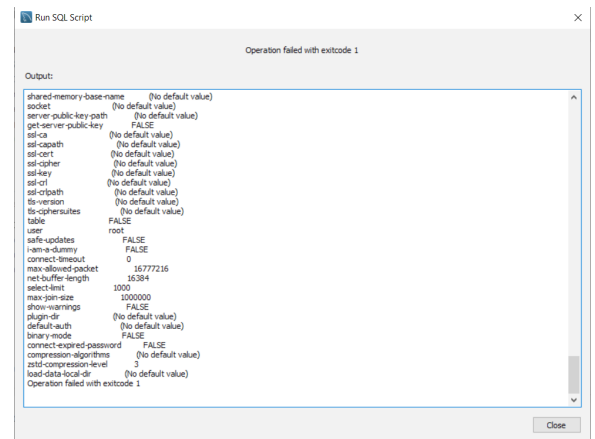 Run SQL Script
Operation failed with exitcode 1
Output:
shared-memory-base-name (No default value)
socket (No default value)
server-public-key-path (No default value)
get-server-public-key FALSE
ssl-ca (No default value)
ssl-capath (No default value)
ssl-cert (No default value)
ssl-cipher (No default value)
ssl-key (No default value)
ssl-crl (No default value)
ssl-crlpath (No default value)
tls-version (No default value)
tls-ciphersuites (No default value)
table FALSE
user root
safe-updates FALSE
i-am-a-dummy FALSE
connect-timeout 0
max-allowed-packet 16777216
net-buffer-length 16384
select-limit 1000
max-join-size 1000000
show-warnings FALSE
plugin-dir (No default value)
default-auth (No default value)
binary-mode FALSE
connect-expired-password FALSE
compression-algorithms (No default value)
zstd-compression-level 3
load-data-local-dir (No default value)
Operation failed with exitcode 1
Close